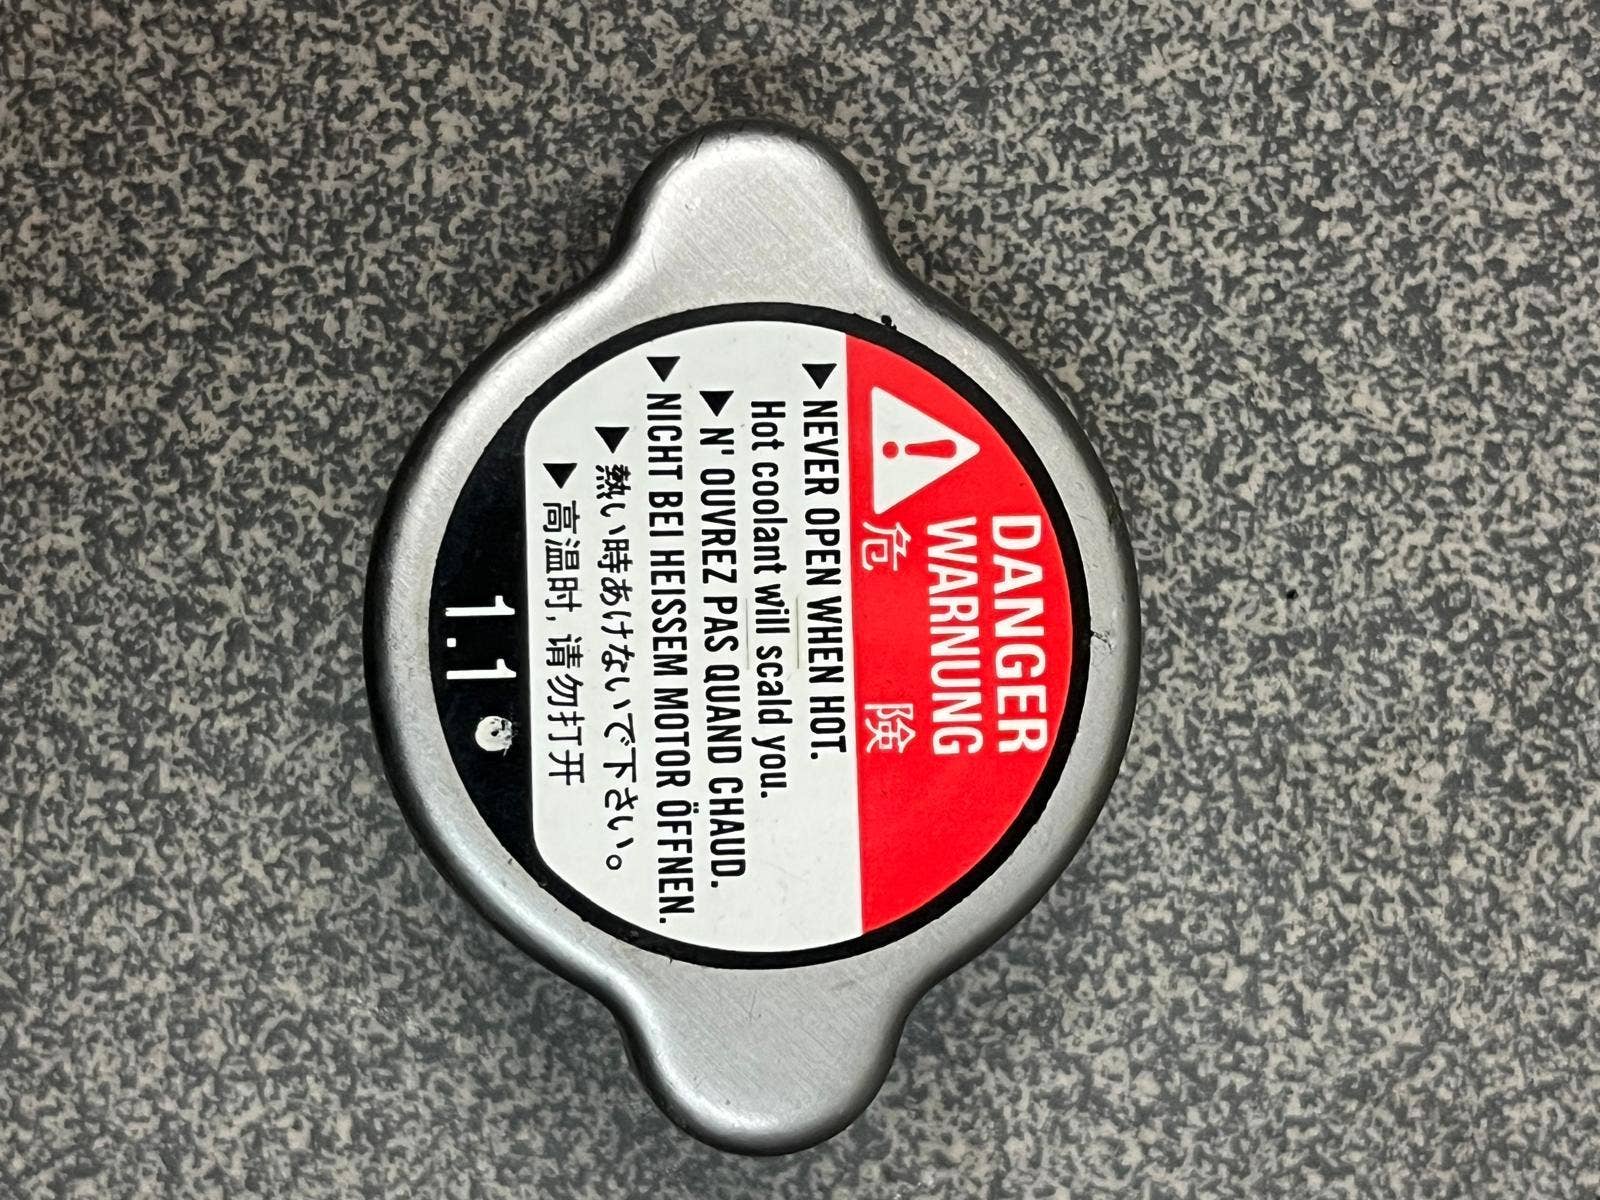 DANGER
WARNUNG
危 険
▶ NEVER OPEN WHEN HOT.
Hot coolant will scald you.
▶ N' OUVREZ PAS QUAND CHAUD.
▶ NICHT BEI HEISSEM MOTOR ÖFFNEN.
▶ 熱い時あけないで下さい。
▶ 高温时, 请勿打开
1.1